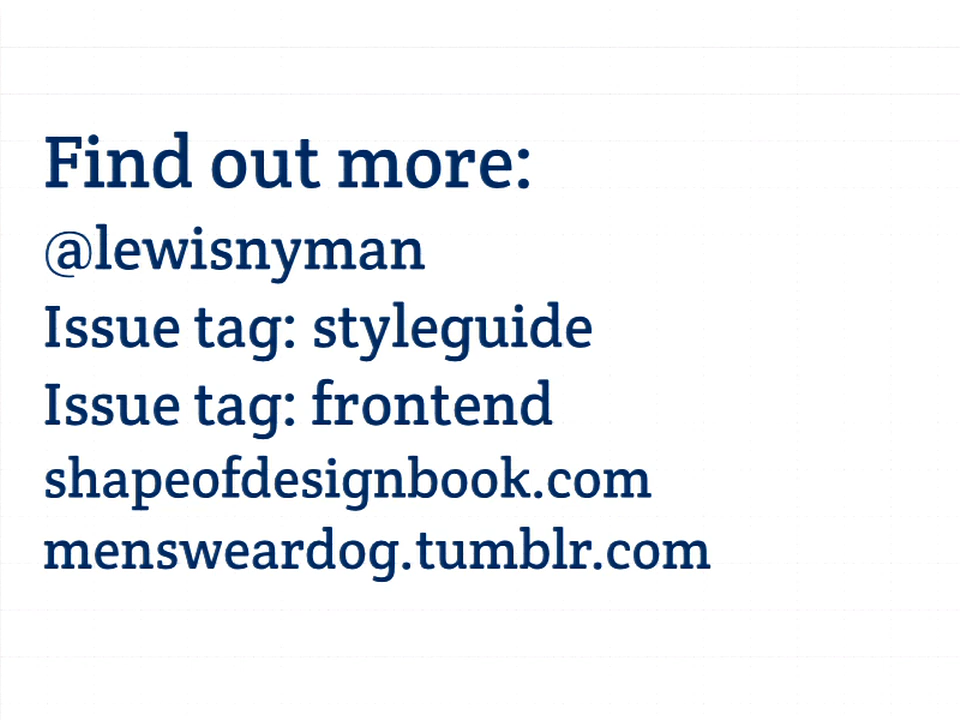 Find out more:
@lewisnyman
Issue tag: styleguide
Issue tag: frontend
shapeofdesignbook.com
mensweardog.tumblr.com